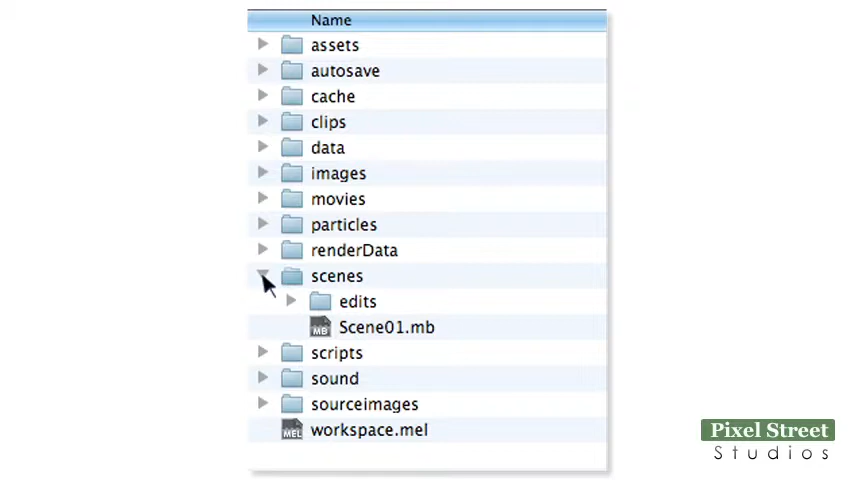 Name
assets
autosave
cache
clips
data
images
movies
particles
renderData
scenes
edits
MB Scene01.mb
scripts
sound
sourceimages
MEL workspace.mel
Pixel Street
Studios